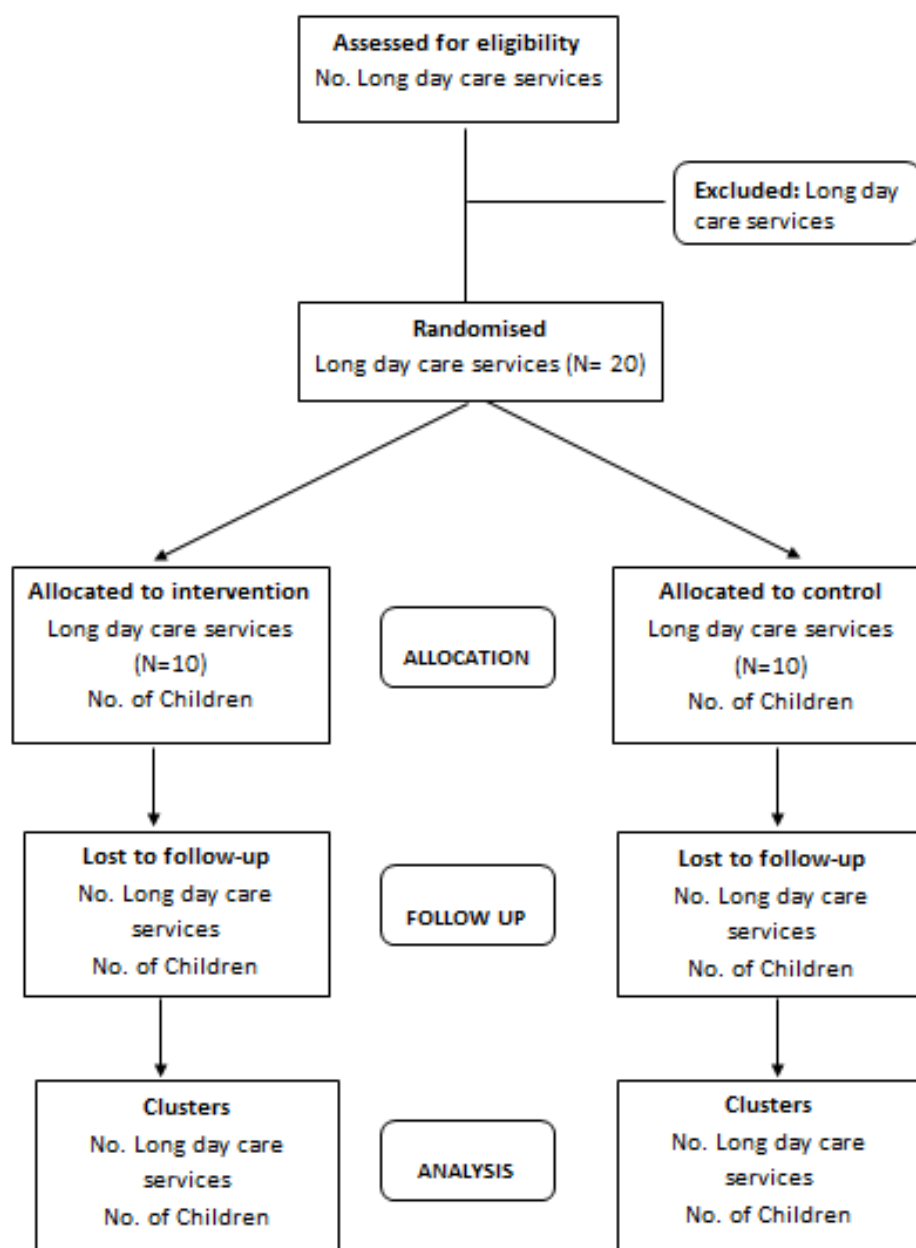 Assessed for eligibility
No. Long day care services
Excluded: Long day
care services
Randomised
Long day care services (N= 20)
Allocated to intervention
Long day care services
(N=10)
No. of Children
ALLOCATION
Allocated to control
Long day care services
(N=10)
No. of Children
Lost to follow-up
No. Long day care
services
No. of Children
FOLLOW UP
Lost to follow-up
No. Long day care
services
No. of Children
Clusters
No. Long day care
services
No. of Children
ANALYSIS
Clusters
No. Long day care
services
No. of Children